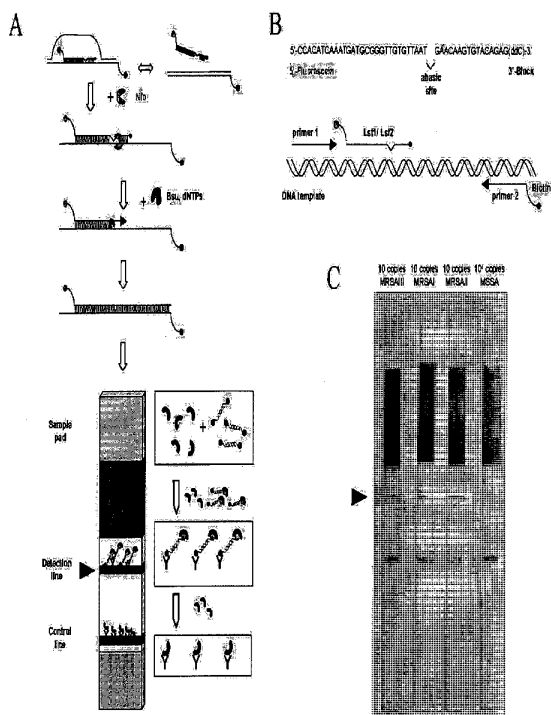 A
+ Nfo
+ Bsu, dNTPs
Sample
pad
+
Detection
line
Control
line
B
5'-CCACATCAAATGATGCGGGTTGTGTTAAT GAACAAGTGTACAGAG(ddC)-3'
5'-Fluorescein
3'-Block
abasic
site
primer 1
Lsf1/ Lsf2
DNA template
primer 2
Biotin
C
10 copies
MRSAIII
10 copies
MRSAI
10 copies
MRSAII
copies
MSSA